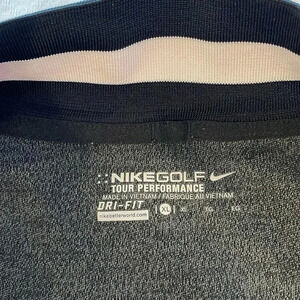 NIKEGOLF
TOUR PERFORMANCE
MADE IN VIETNAM / FABRIQUÉ AU VIETNAM
DRI-FIT
nikebetterworld.com
XL